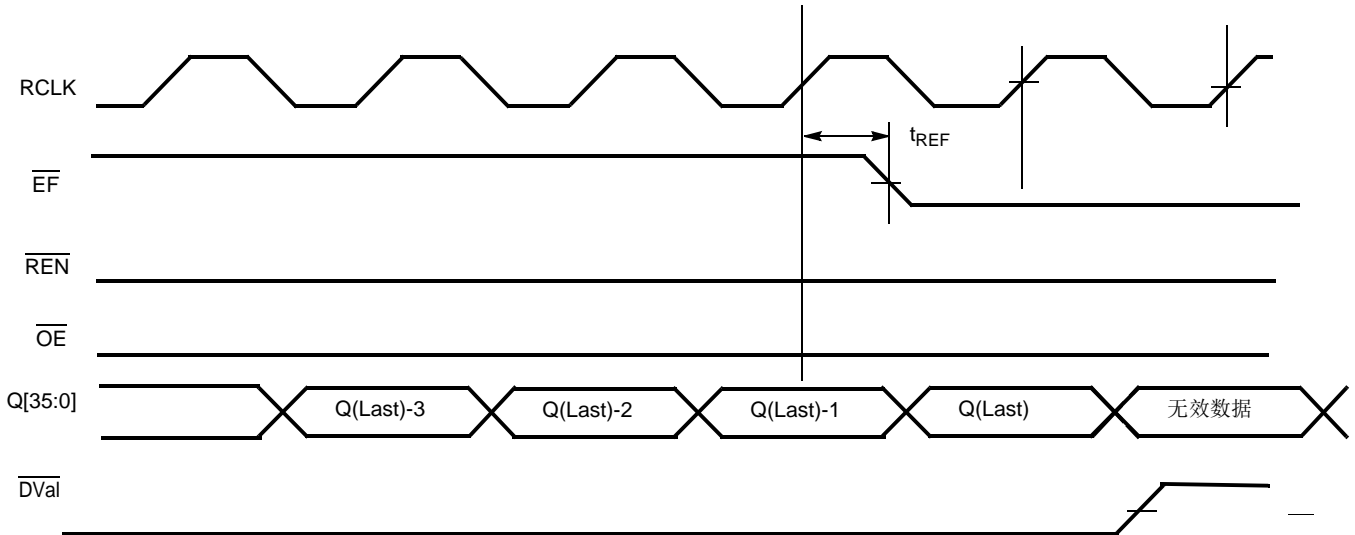 RCLK
tREF
EF
REN
OE
Q[35:0]
Q(Last)-3
Q(Last)-2
Q(Last)-1
Q(Last)
无效数据
DVal